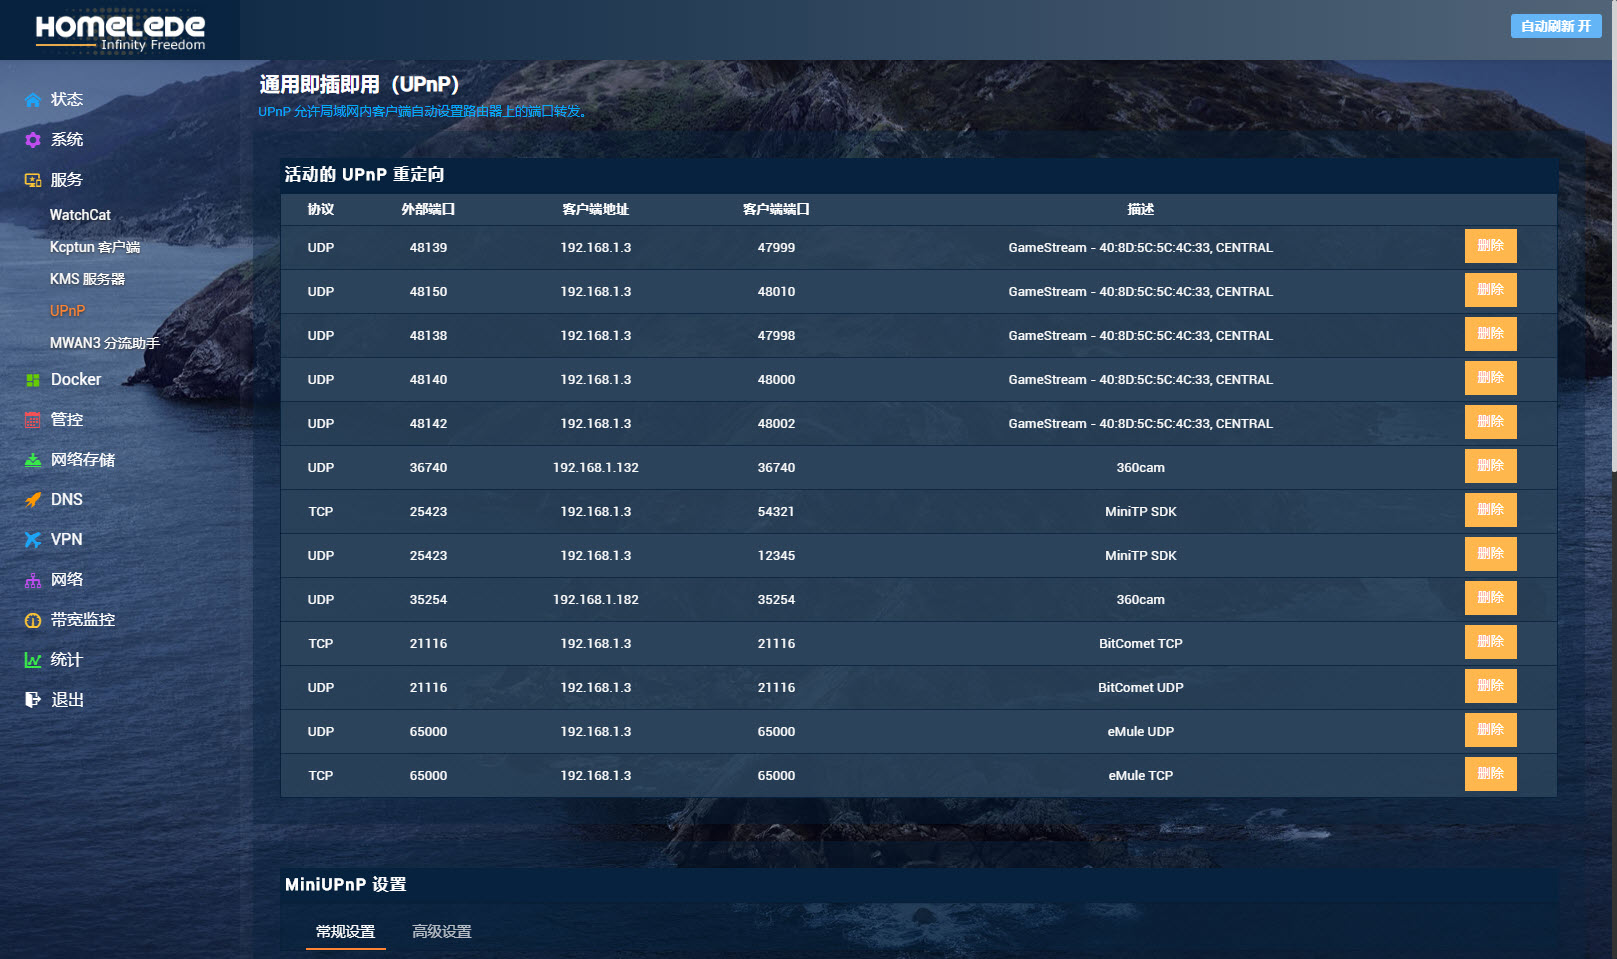 HOMELEDE
Infinity Freedom
自动刷新 开
状态
系统
服务
WatchCat
Kcptun 客户端
KMS 服务器
UPnP
MWAN3 分流助手
Docker
管控
网络存储
DNS
VPN
网络
带宽监控
统计
退出
通用即插即用（UPnP）
UPnP 允许局域网内客户端自动设置路由器上的端口转发。
活动的 UPnP 重定向
协议 外部端口 客户端地址 客户端端口 描述
UDP 48139 192.168.1.3 47999 GameStream - 40:8D:5C:5C:4C:33, CENTRAL 删除
UDP 48150 192.168.1.3 48010 GameStream - 40:8D:5C:5C:4C:33, CENTRAL 删除
UDP 48138 192.168.1.3 47998 GameStream - 40:8D:5C:5C:4C:33, CENTRAL 删除
UDP 48140 192.168.1.3 48000 GameStream - 40:8D:5C:5C:4C:33, CENTRAL 删除
UDP 48142 192.168.1.3 48002 GameStream - 40:8D:5C:5C:4C:33, CENTRAL 删除
UDP 36740 192.168.1.132 36740 360cam 删除
TCP 25423 192.168.1.3 54321 MiniTP SDK 删除
UDP 25423 192.168.1.3 12345 MiniTP SDK 删除
UDP 35254 192.168.1.182 35254 360cam 删除
TCP 21116 192.168.1.3 21116 BitComet TCP 删除
UDP 21116 192.168.1.3 21116 BitComet UDP 删除
UDP 65000 192.168.1.3 65000 eMule UDP 删除
TCP 65000 192.168.1.3 65000 eMule TCP 删除
MiniUPnP 设置
常规设置 高级设置